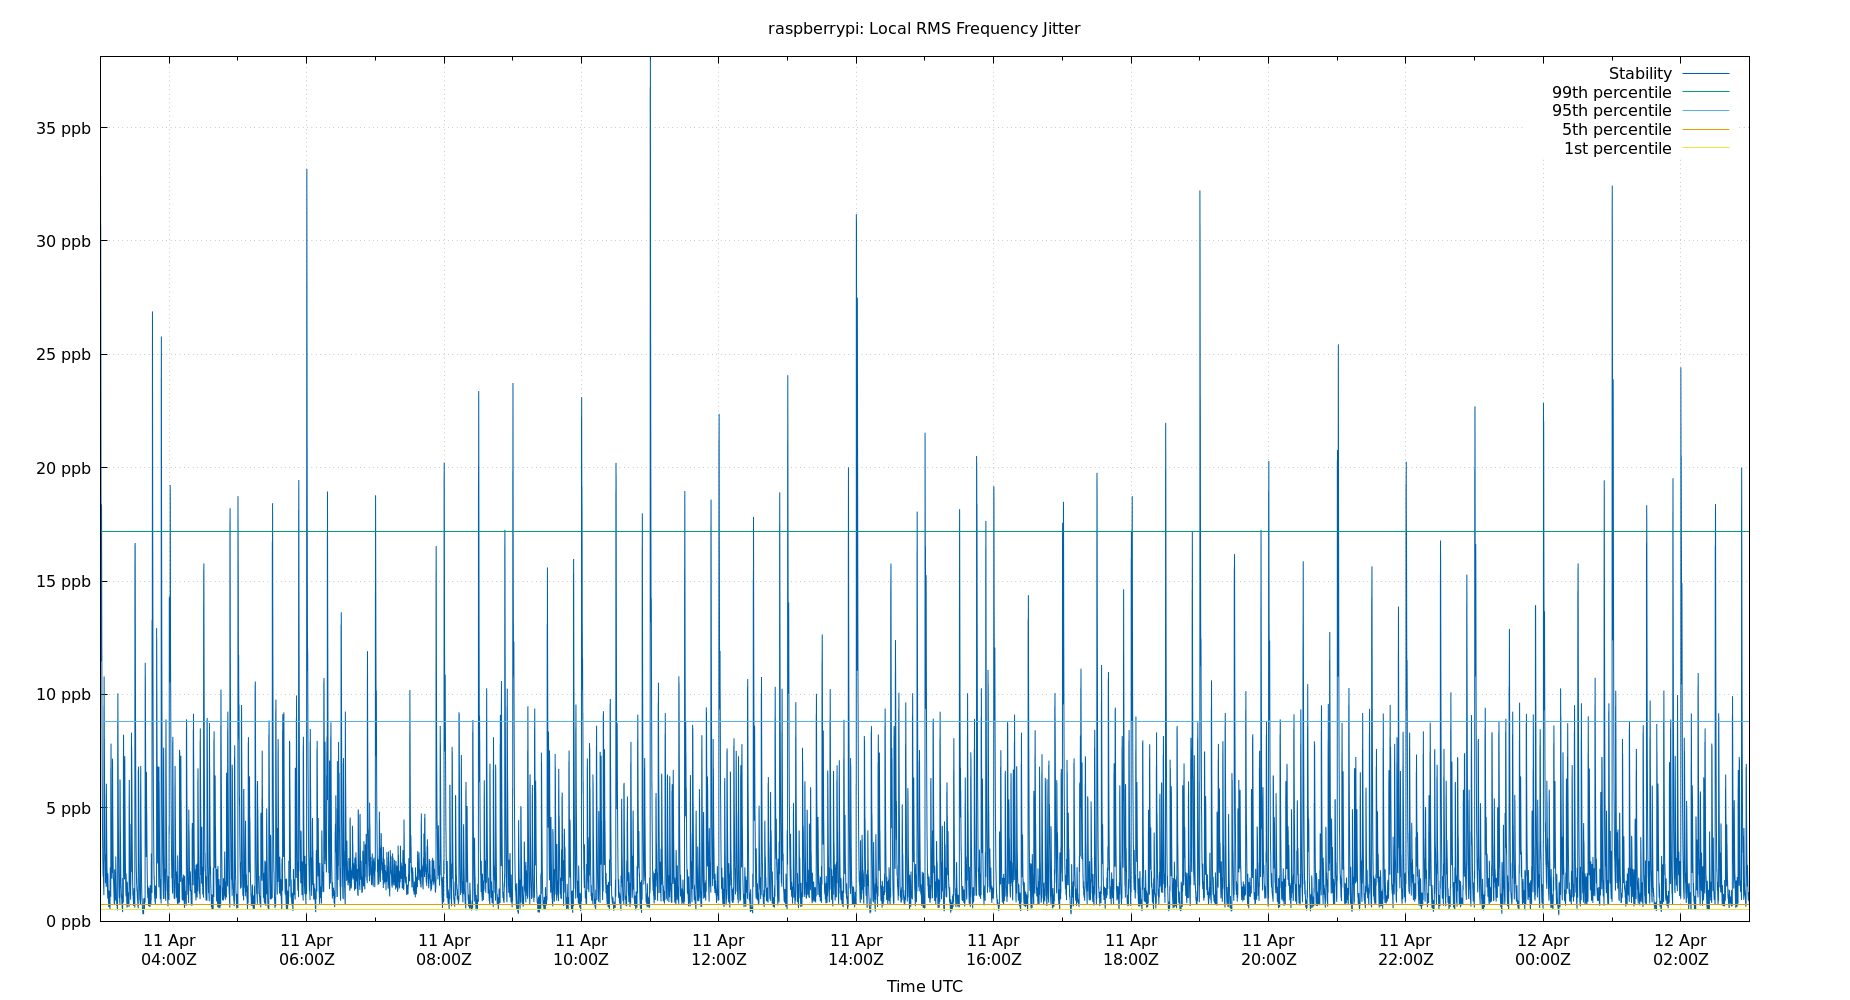 raspberrypi: Local RMS Frequency Jitter
Stability
99th percentile
95th percentile
5th percentile
1st percentile
35 ppb
30 ppb
25 ppb
20 ppb
15 ppb
10 ppb
5 ppb
0 ppb
11 Apr 11 Apr 11 Apr 11 Apr 11 Apr 11 Apr 11 Apr 11 Apr 11 Apr 11 Apr 12 Apr 12 Apr
04:00Z 06:00Z 08:00Z 10:00Z 12:00Z 14:00Z 16:00Z 18:00Z 20:00Z 22:00Z 00:00Z 02:00Z
Time UTC